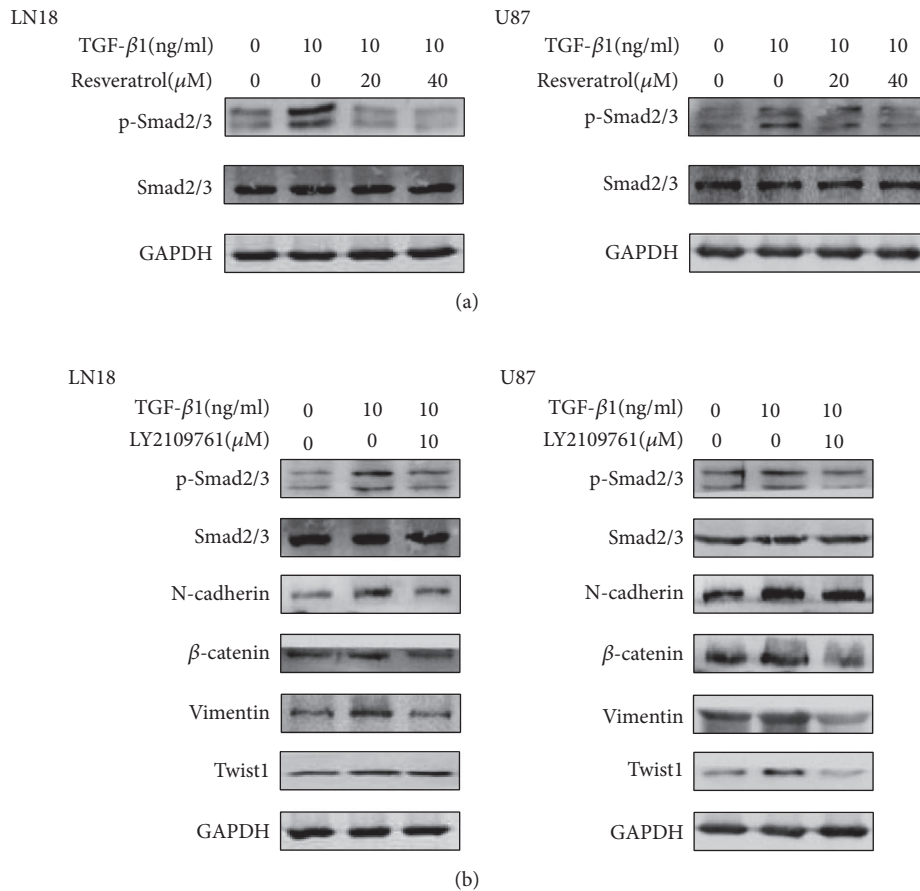 LN18
TGF-β1(ng/ml) 0 10 10 10
Resveratrol(μM) 0 0 20 40
p-Smad2/3
Smad2/3
GAPDH
U87
TGF-β1(ng/ml) 0 10 10 10
Resveratrol(μM) 0 0 20 40
p-Smad2/3
Smad2/3
GAPDH
(a)
LN18
TGF-β1(ng/ml) 0 10 10
LY2109761(μM) 0 0 10
p-Smad2/3
Smad2/3
N-cadherin
β-catenin
Vimentin
Twist1
GAPDH
U87
TGF-β1(ng/ml) 0 10 10
LY2109761(μM) 0 0 10
p-Smad2/3
Smad2/3
N-cadherin
β-catenin
Vimentin
Twist1
GAPDH
(b)